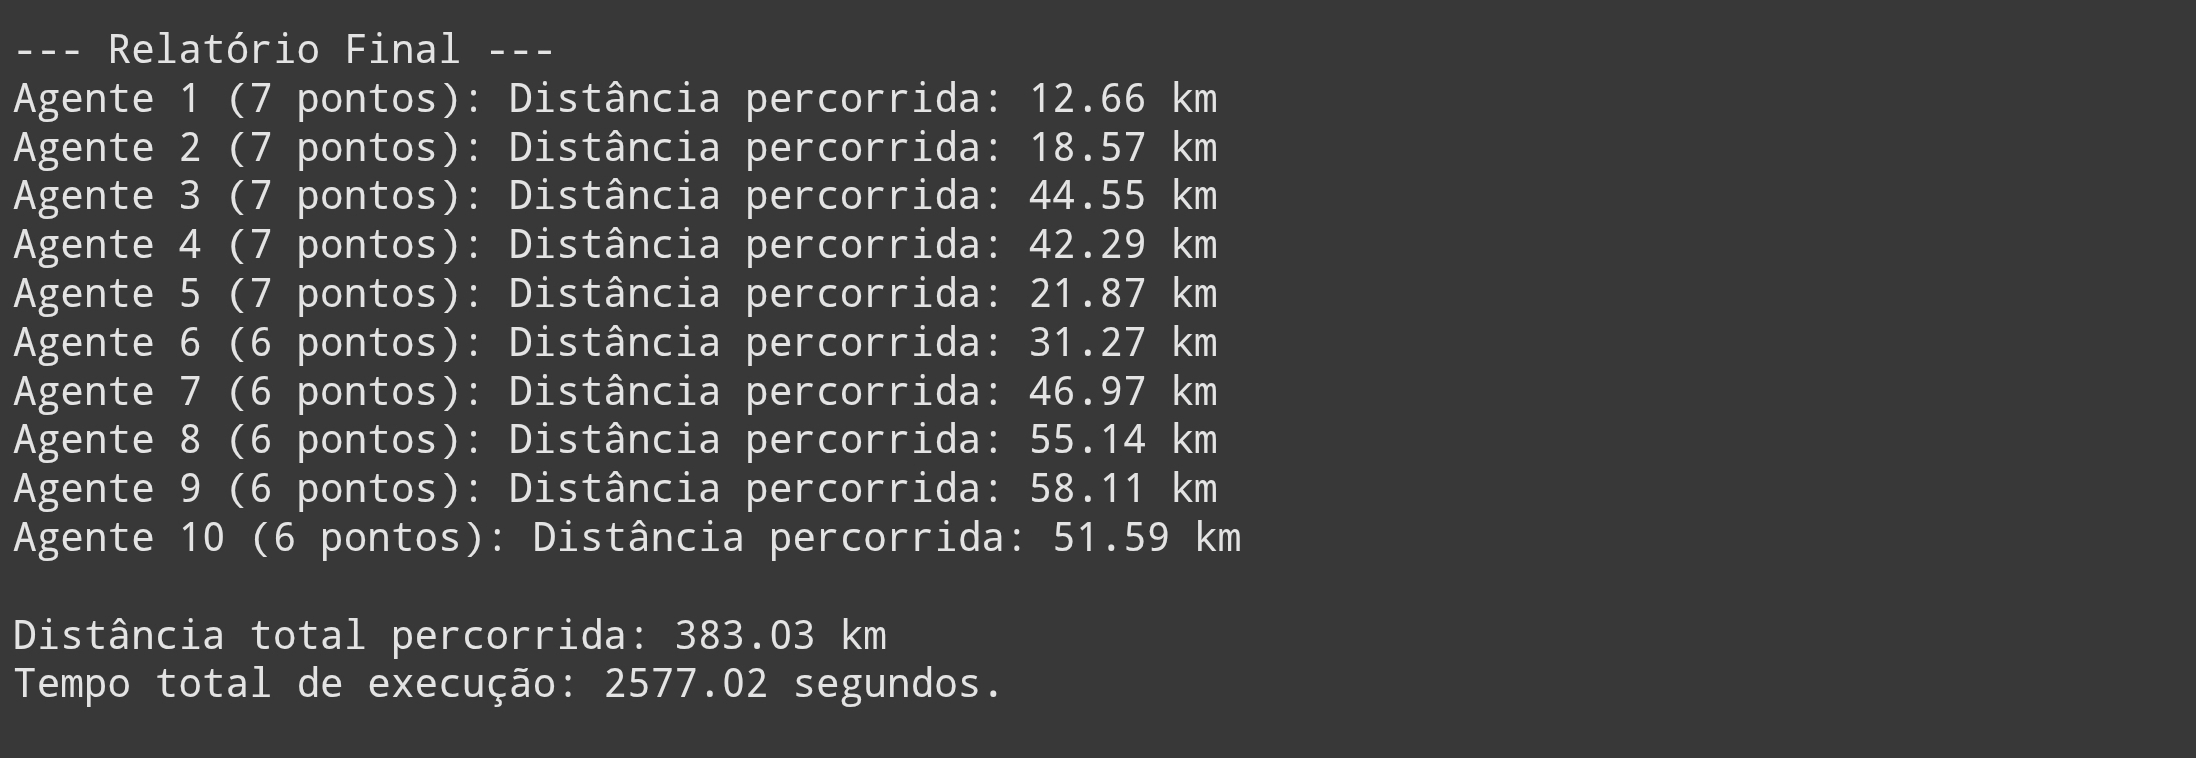 --- Relatório Final ---
Agente 1 (7 pontos): Distância percorrida: 12.66 km
Agente 2 (7 pontos): Distância percorrida: 18.57 km
Agente 3 (7 pontos): Distância percorrida: 44.55 km
Agente 4 (7 pontos): Distância percorrida: 42.29 km
Agente 5 (7 pontos): Distância percorrida: 21.87 km
Agente 6 (6 pontos): Distância percorrida: 31.27 km
Agente 7 (6 pontos): Distância percorrida: 46.97 km
Agente 8 (6 pontos): Distância percorrida: 55.14 km
Agente 9 (6 pontos): Distância percorrida: 58.11 km
Agente 10 (6 pontos): Distância percorrida: 51.59 km
Distância total percorrida: 383.03 km
Tempo total de execução: 2577.02 segundos.